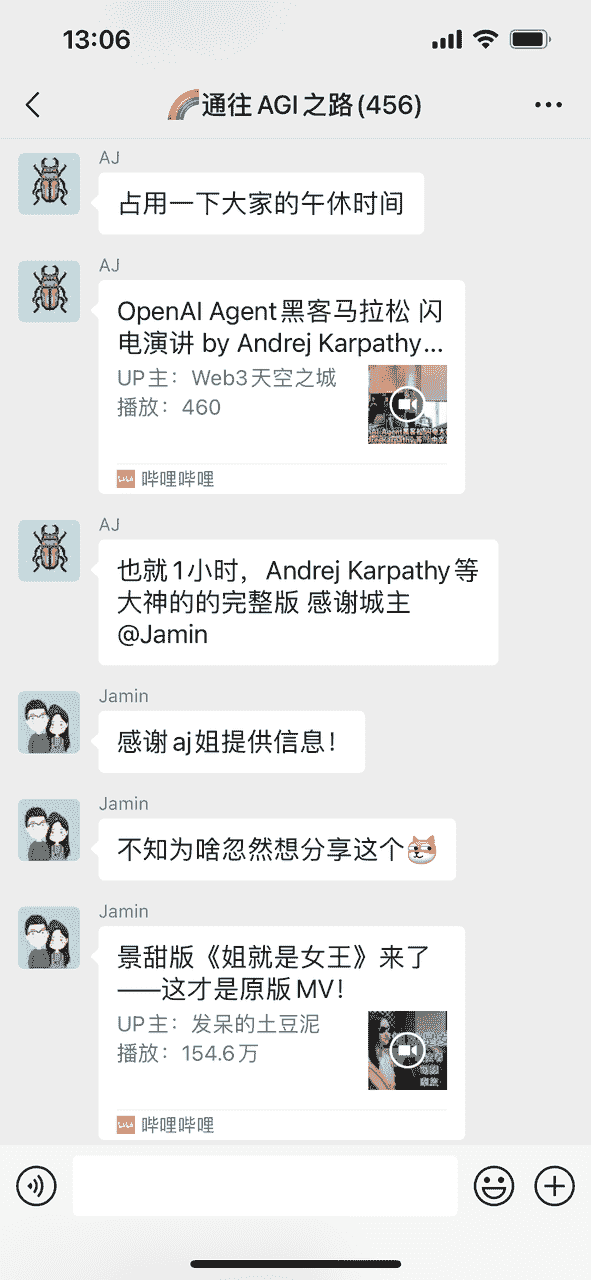 13:06
🌈通往AGI之路(456)
AJ
占用一下大家的午休时间
AJ
OpenAI Agent黑客马拉松 闪
电演讲 by Andrej Karpathy...
UP主：Web3天空之城
播放：460
哔哩哔哩
AJ
也就1小时，Andrej Karpathy等
大神的的完整版 感谢城主
@Jamin
Jamin
感谢aj姐提供信息！
Jamin
不知为啥忽然想分享这个
Jamin
景甜版《姐就是女王》来了
——这才是原版MV！
UP主：发呆的土豆泥
播放：154.6万
哔哩哔哩